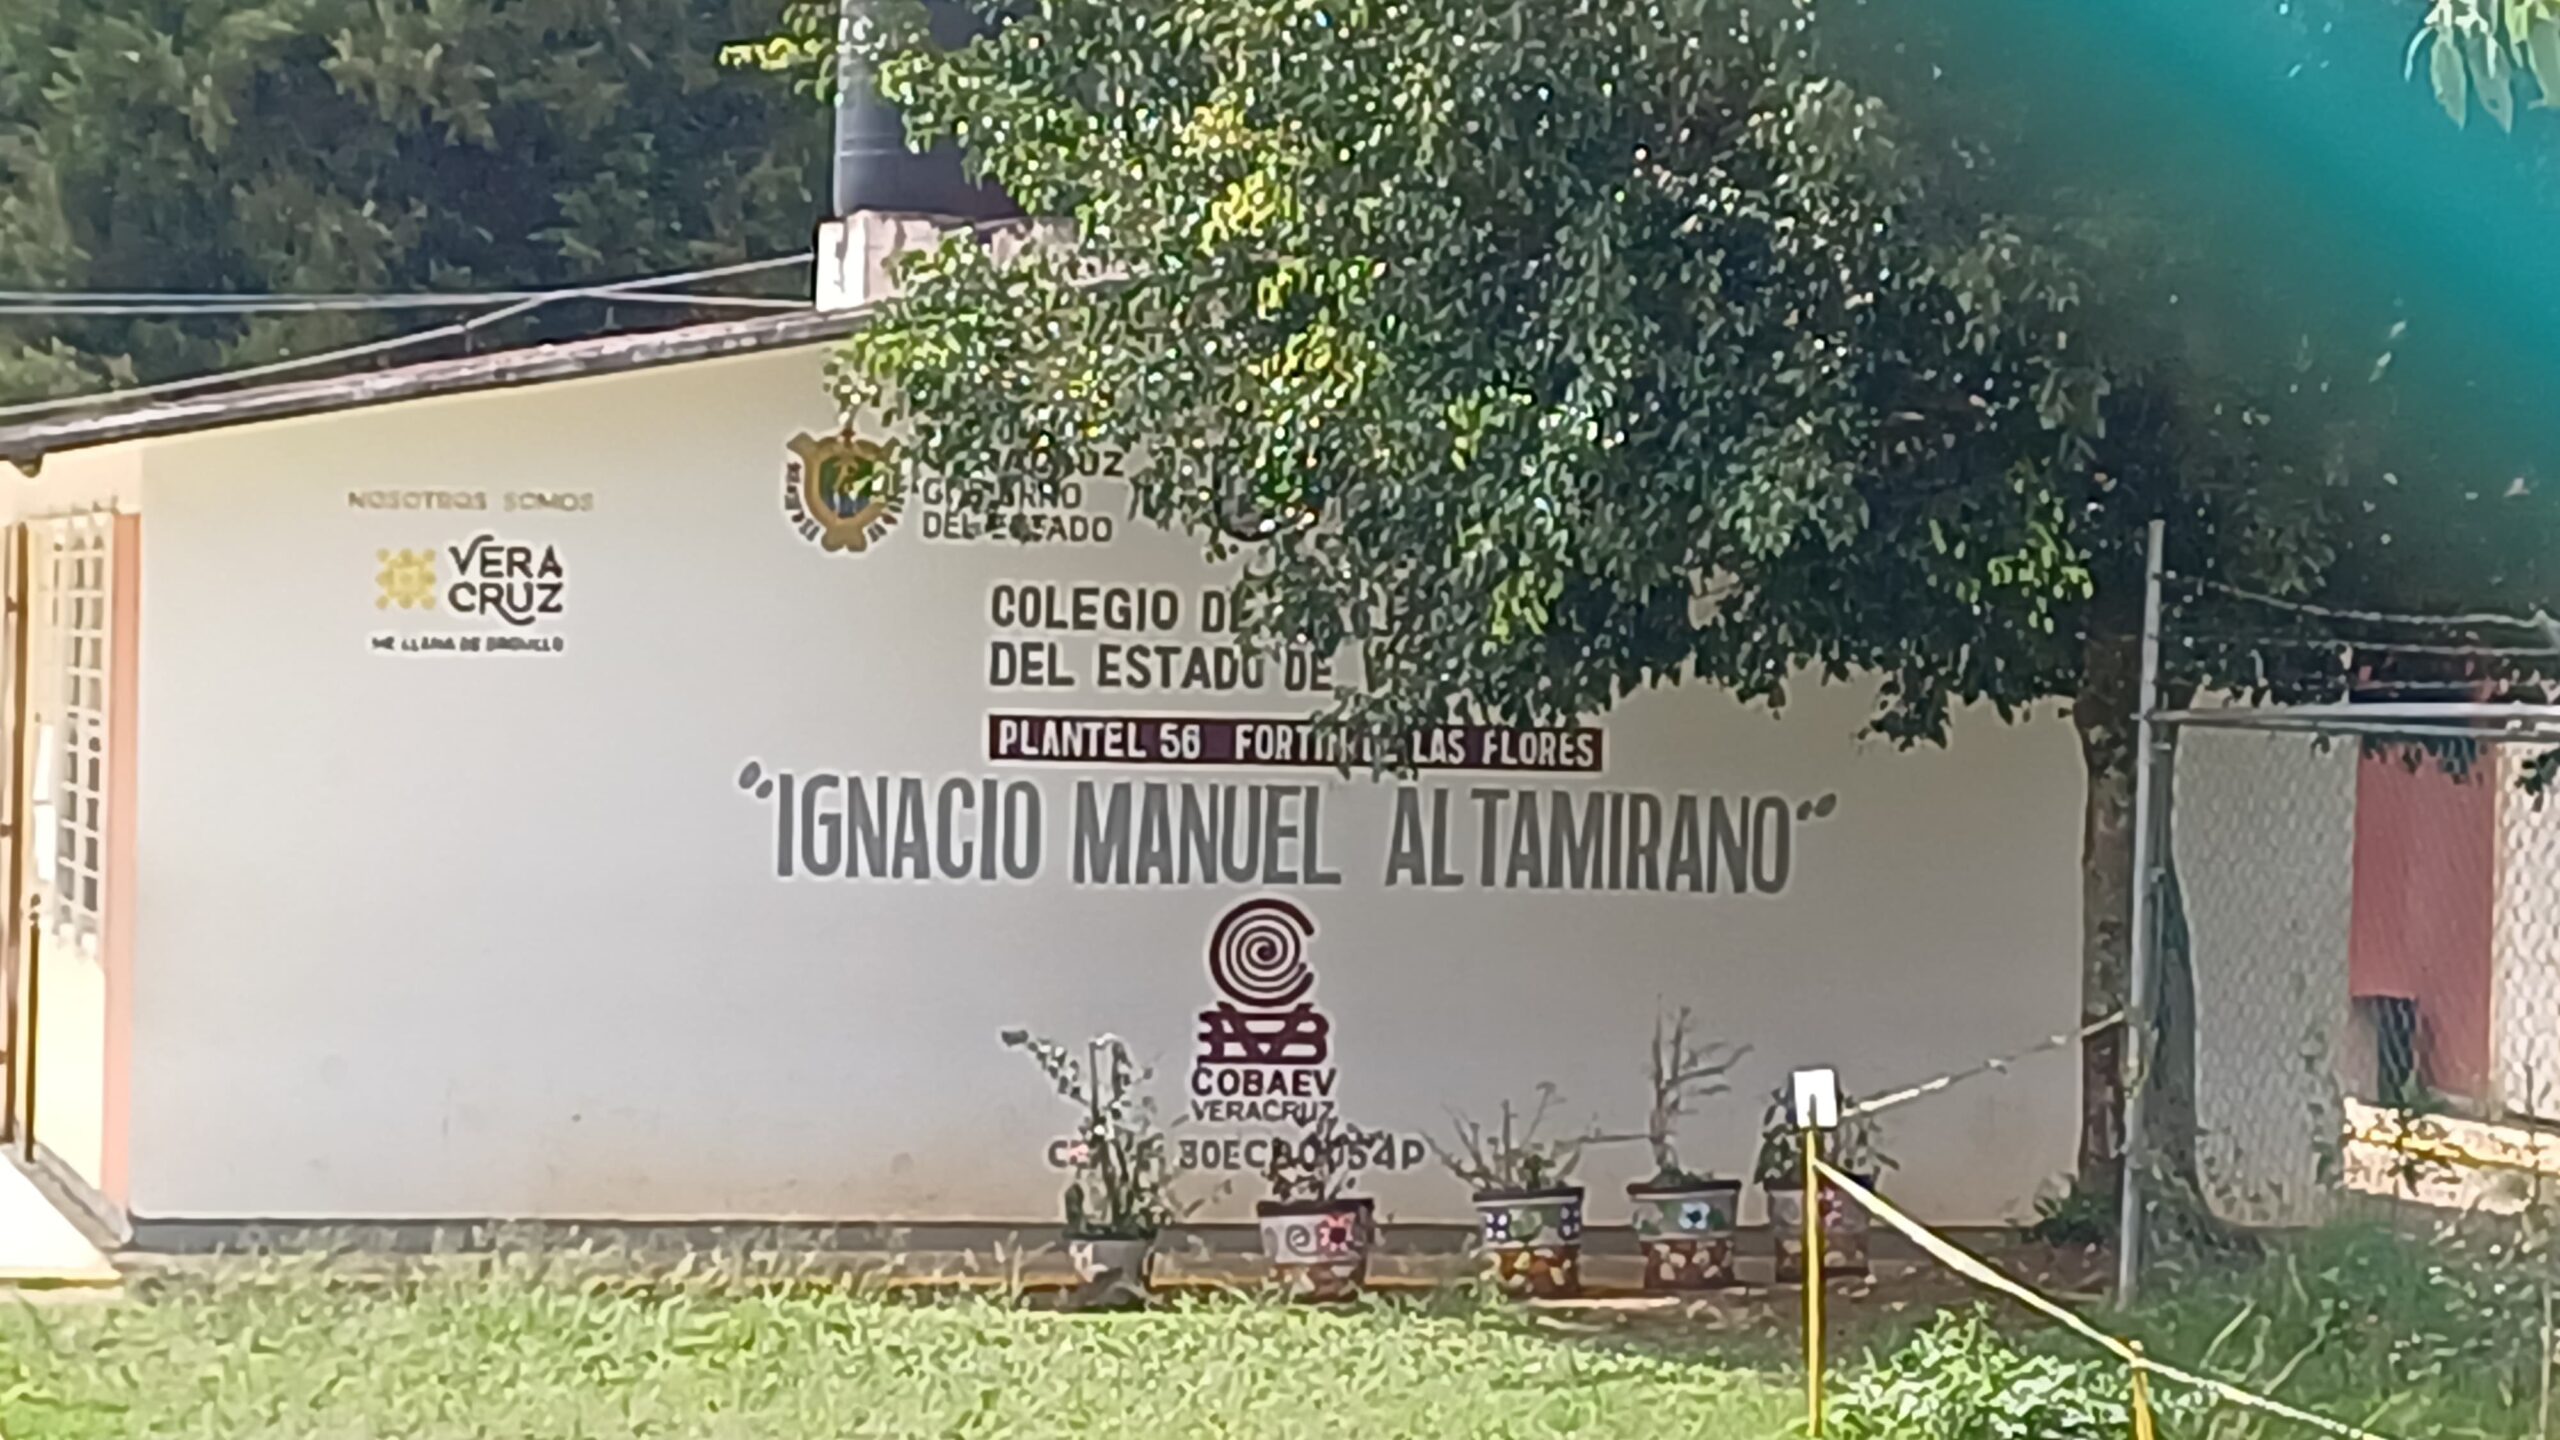 NOSOTROS SOMOS
VERA
CRUZ
ME LLENA DE ORGULLO
GOBIERNO
DEL ESTADO
COLEGIO DE
DEL ESTADO DE
PLANTEL 56 FORTIN DE LAS FLORES
"IGNACIO MANUEL ALTAMIRANO"
COBAEV
VERACRUZ